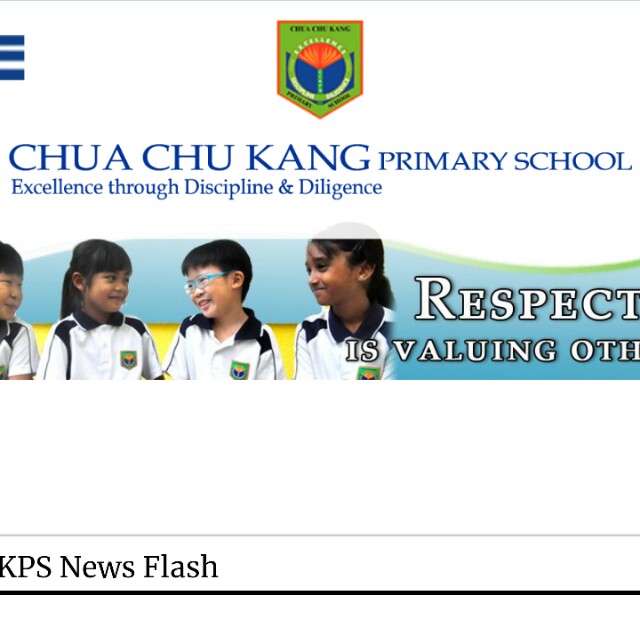 CHUA CHU KANG
EXCELLENCE
PRIMARY SCHOOL
CHUA CHU KANG PRIMARY SCHOOL
Excellence through Discipline & Diligence
RESPECT
IS VALUING OTH
KPS News Flash